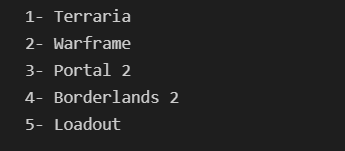 1- Terraria
2- Warframe
3- Portal 2
4- Borderlands 2
5- Loadout